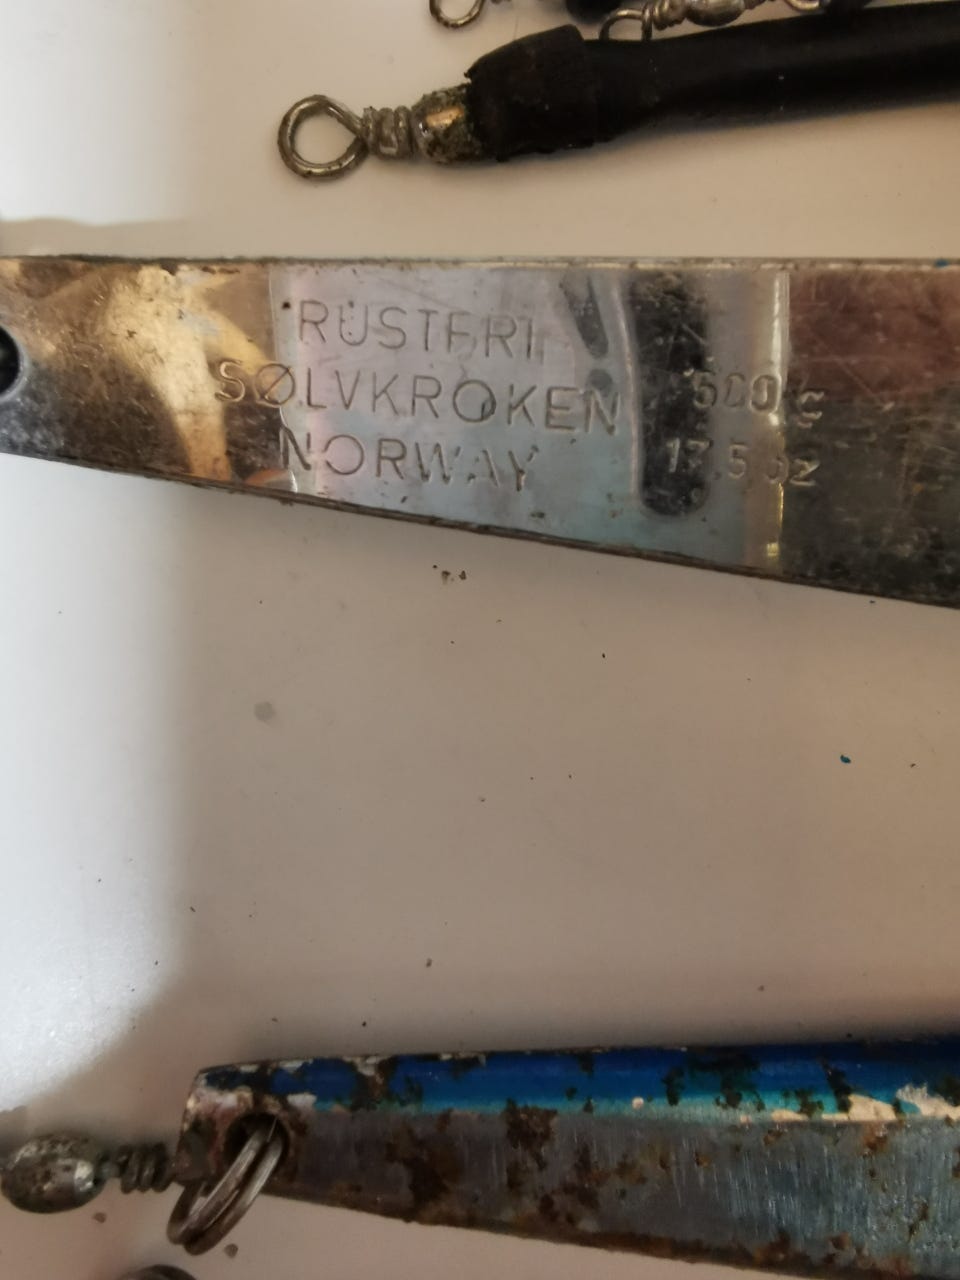 RUSTFRI
SØLVKROKEN
NORWAY
500 G
17.5 OZ